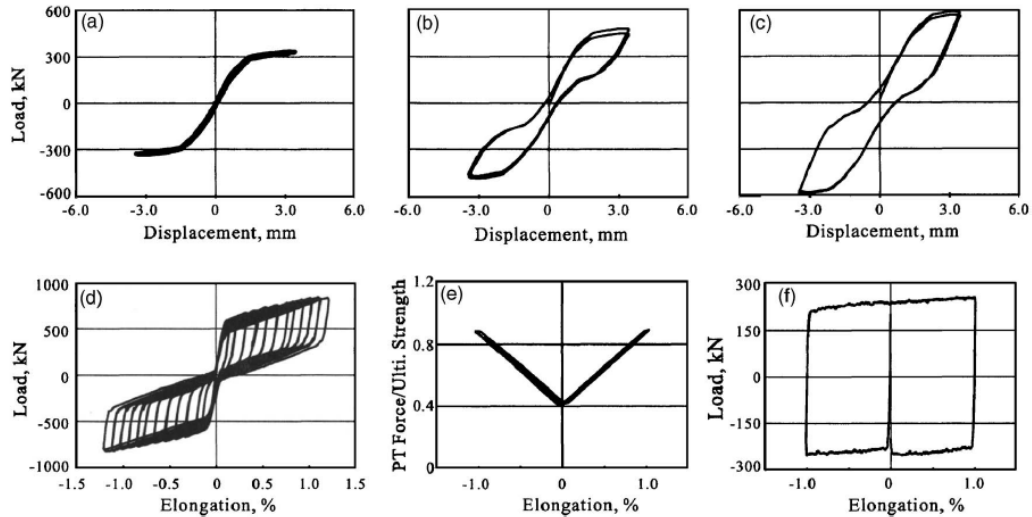 (a)
600
300
0
-300
-600
Load, kN
-6.0 -3.0 0 3.0 6.0
Displacement, mm
(b)
-6.0 -3.0 0 3.0 6.0
Displacement, mm
(c)
-6.0 -3.0 0 3.0 6.0
Displacement, mm
(d)
1000
500
0
-500
-1000
Load, kN
-1.5 -1.0 -0.5 0 0.5 1.0 1.5
Elongation, %
(e)
1.2
0.8
0.4
0
PT Force/Ulti. Strength
-1.0 0 1.0
Elongation, %
(f)
300
150
0
-150
-300
Load, kN
-1.0 0 1.0
Elongation, %